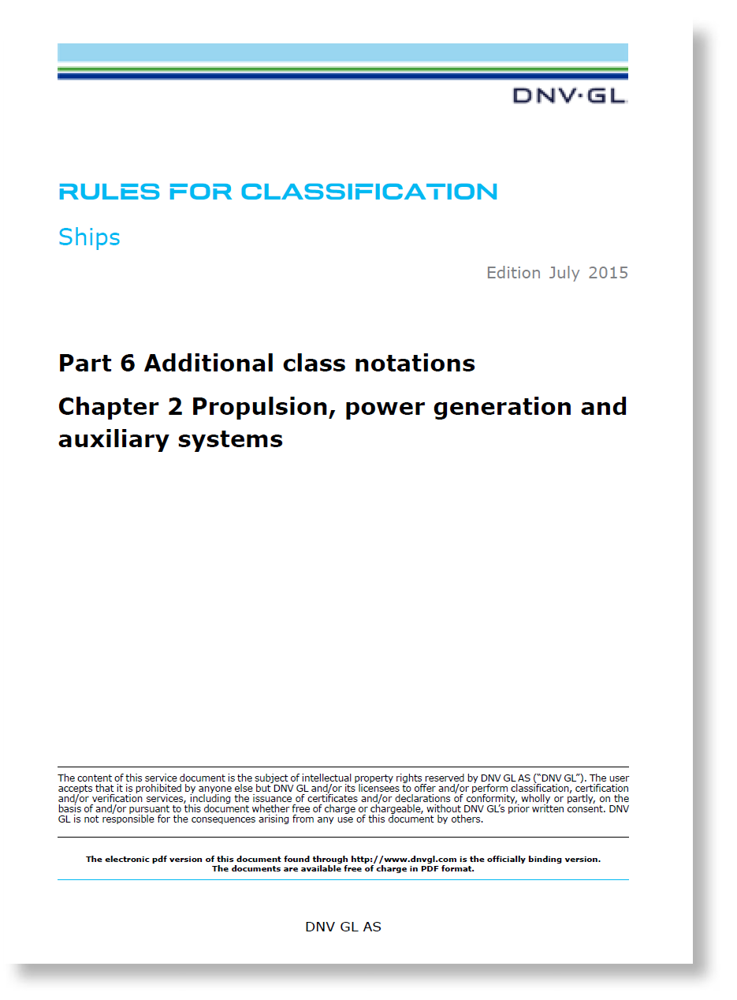 DNV·GL
RULES FOR CLASSIFICATION
Ships
Edition July 2015
Part 6 Additional class notations
Chapter 2 Propulsion, power generation and
auxiliary systems
The content of this service document is the subject of intellectual property rights reserved by DNV GL AS (“DNV GL”). The user
accepts that it is prohibited by anyone else but DNV GL and/or its licensees to offer and/or perform classification, certification
and/or verification services, including the issuance of certificates and/or declarations of conformity, wholly or partly, on the
basis of and/or pursuant to this document whether free of charge or chargeable, without DNV GL’s prior written consent. DNV
GL is not responsible for the consequences arising from any use of this document by others.
The electronic pdf version of this document found through http://www.dnvgl.com is the officially binding version.
The documents are available free of charge in PDF format.
DNV GL AS